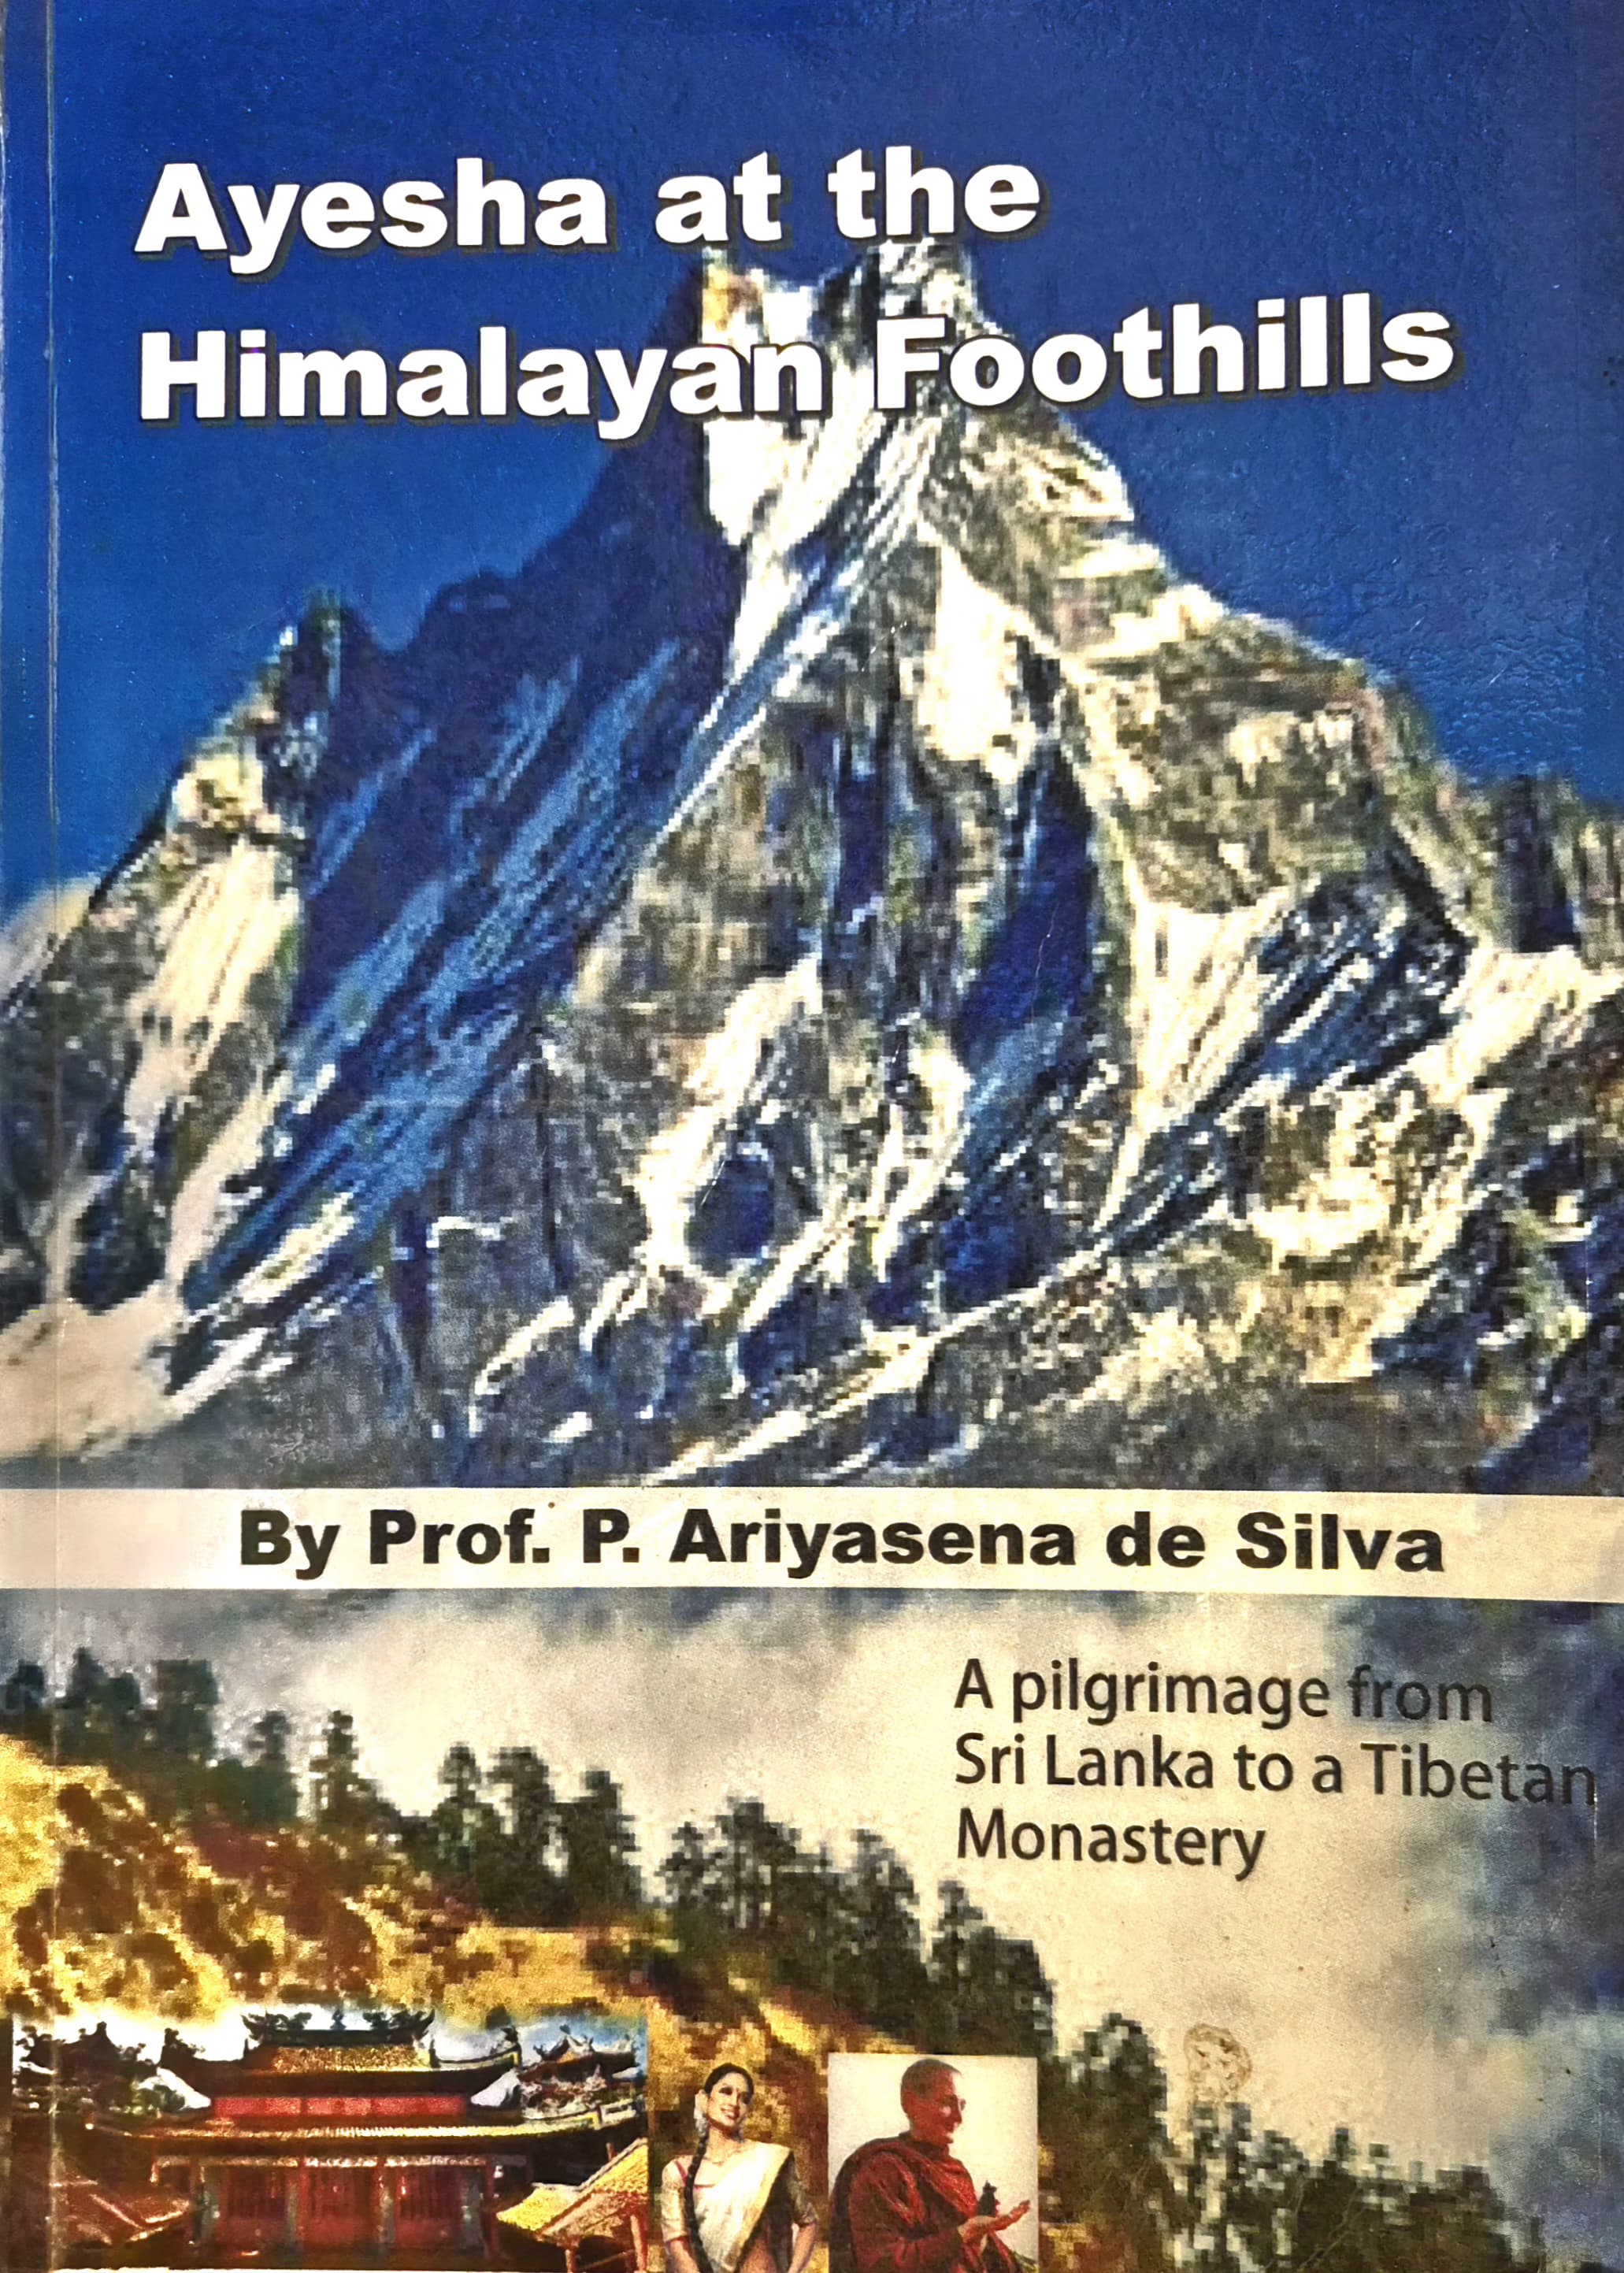 Ayesha at the
Himalayan Foothills
By Prof. P. Ariyasena de Silva
A pilgrimage from
Sri Lanka to a Tibetan
Monastery